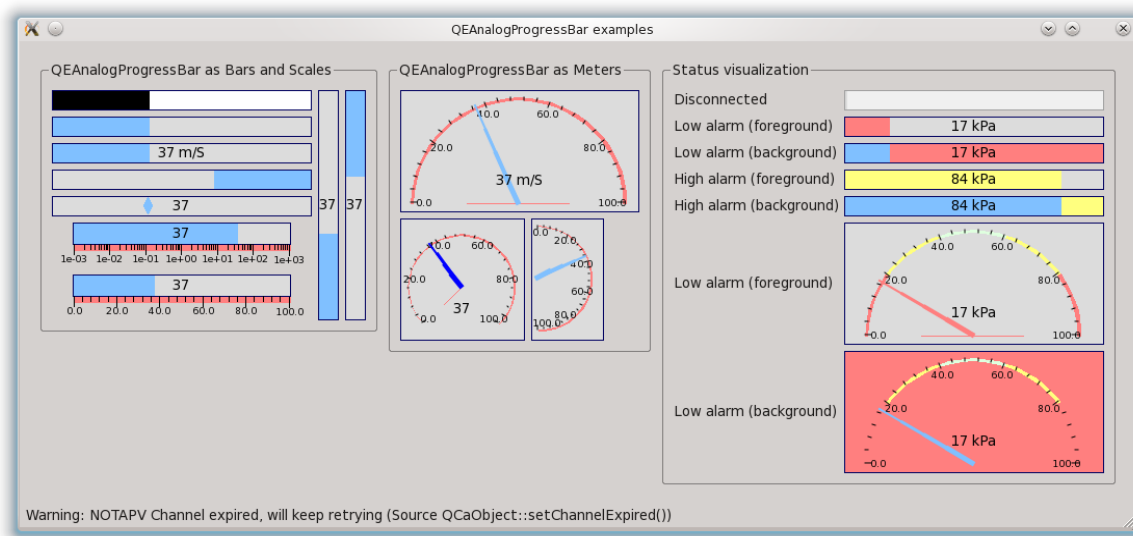 QEAnalogProgressBar examples
QEAnalogProgressBar as Bars and Scales
37 m/S
37
37
1e-03 1e-02 1e-01 1e+00 1e+01 1e+02 1e+03
37
0.0 20.0 40.0 60.0 80.0 100.0
37 37
QEAnalogProgressBar as Meters
0.0 20.0 40.0 60.0 80.0 100.0
37 m/S
0.0 20.0 40.0 60.0 80.0 100.0
37
0.0 20.0 40.0 60.0 80.0 100.0
Status visualization
Disconnected
Low alarm (foreground) 17 kPa
Low alarm (background) 17 kPa
High alarm (foreground) 84 kPa
High alarm (background) 84 kPa
Low alarm (foreground)
0.0 20.0 40.0 60.0 80.0 100.0
17 kPa
Low alarm (background)
0.0 20.0 40.0 60.0 80.0 100.0
17 kPa
Warning: NOTAPV Channel expired, will keep retrying (Source QCaObject::setChannelExpired())